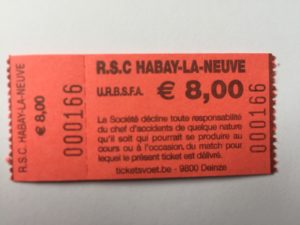 R.S.C HABAY-LA-NEUVE
€ 8,00
000166
R.S.C HABAY-LA-NEUVE
U.R.B.S.F.A. € 8,00
000166
La Société décline toute responsabilité
du chef d'accidents de quelque nature
qu'il soit qui pourrait se produire au
cours ou à l'occasion, du match pour
lequel le présent ticket est délivré.
ticketsvoet.be - 9800 Deinze